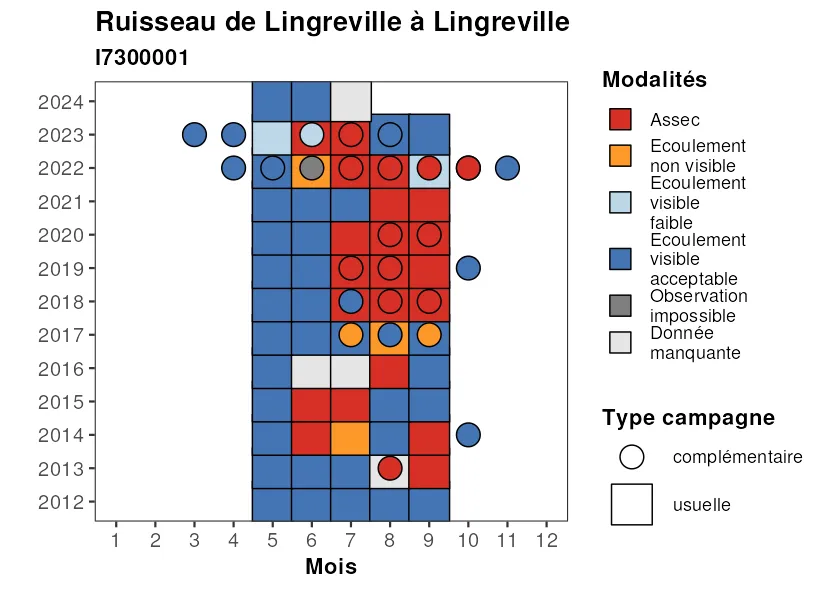 Ruisseau de Lingreville à Lingreville
I7300001
2024
2023
2022
2021
2020
2019
2018
2017
2016
2015
2014
2013
2012
1 2 3 4 5 6 7 8 9 10 11 12
Mois
Modalités
Assec
Ecoulement
non visible
Ecoulement
visible
faible
Ecoulement
visible
acceptable
Observation
impossible
Donnée
manquante
Type campagne
complémentaire
usuelle